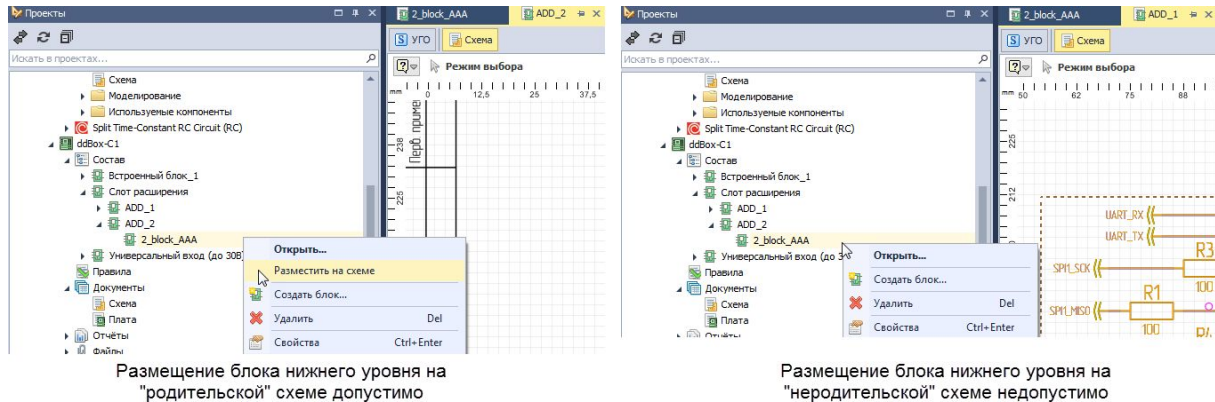 Проекты
2_block_AAA ADD_2
УГО Схема
Искать в проектах...
Режим выбора
Схема
mm 0 12,5 25 37,5
Моделирование
Используемые компоненты
Split Time-Constant RC Circuit (RC)
ddBox-C1
238
Перв. приме
Состав
Встроенный блок_1
Слот расширения
225
ADD_1
ADD_2
2_block_AAA
Универсальный вход (до 30В)
Правила
Документы
Схема
Плата
Отчёты
Файлы
Открыть...
Разместить на схеме
Создать блок...
Удалить Del
Свойства Ctrl+Enter
Размещение блока нижнего уровня на
"родительской" схеме допустимо
Проекты
2_block_AAA ADD_1
УГО Схема
Искать в проектах...
Режим выбора
Схема
mm 50 62 75 88
Моделирование
Используемые компоненты
Split Time-Constant RC Circuit (RC)
ddBox-C1
225
Состав
Встроенный блок_1
Слот расширения
212
ADD_1
ADD_2
2_block_AAA
Универсальный вход (до 3
Правила
Документы
Схема
Плата
Отчёты
Открыть...
Создать блок...
Удалить Del
Свойства Ctrl+Enter
UART_RX
UART_TX
R3
SPI1_SCK
100
R1
SPI1_MISO
100
R4
Размещение блока нижнего уровня на
"неродительской" схеме недопустимо